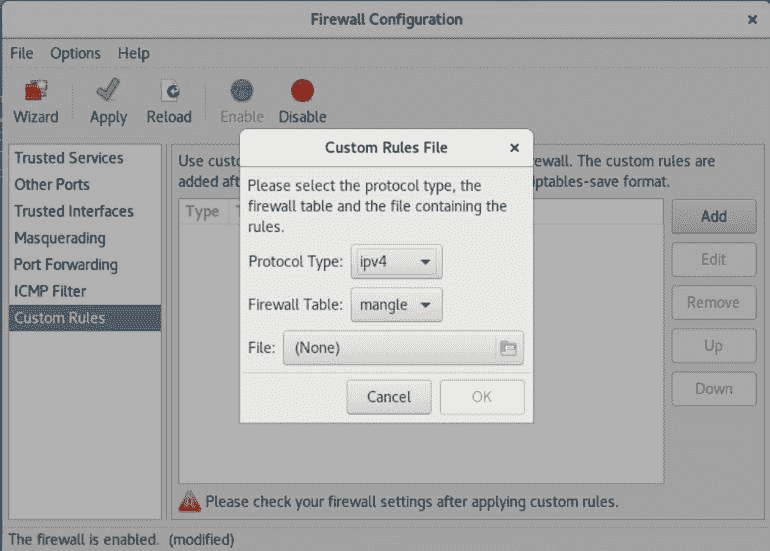 Firewall Configuration
File Options Help
Wizard Apply Reload Enable Disable
Trusted Services
Other Ports
Trusted Interfaces
Masquerading
Port Forwarding
ICMP Filter
Custom Rules
Use custo
rewall. The custom rules are
added aft
iptables-save format.
Type T
Add
Edit
Remove
Up
Down
Custom Rules File
Please select the protocol type, the
firewall table and the file containing the
rules.
Protocol Type: ipv4
Firewall Table: mangle
File: (None)
Cancel OK
Please check your firewall settings after applying custom rules.
The firewall is enabled. (modified)